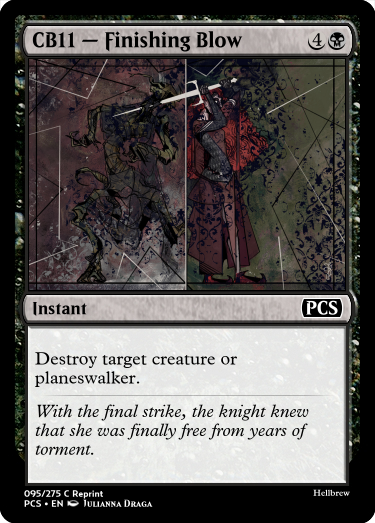 CB11 — Finishing Blow 4
Instant PCS
Destroy target creature or
planeswalker.
With the final strike, the knight knew
that she was finally free from years of
torment.
095/275 C Reprint Hellbrew
PCS • EN Julianna Draga